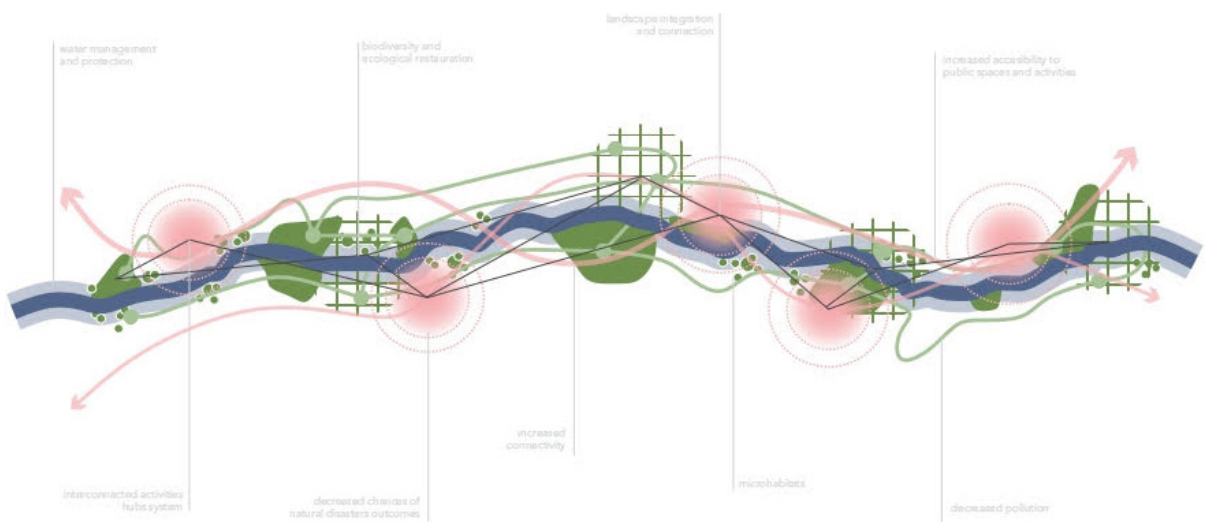 landscape integration
and connection
water management
and protection
biodiversity and
ecological restauration
increased accesibility to
public spaces and activities
increased
connectivity
interconnected activities
hubs system
decreased chances of
natural disasters outcomes
microhabitats
decreased pollution